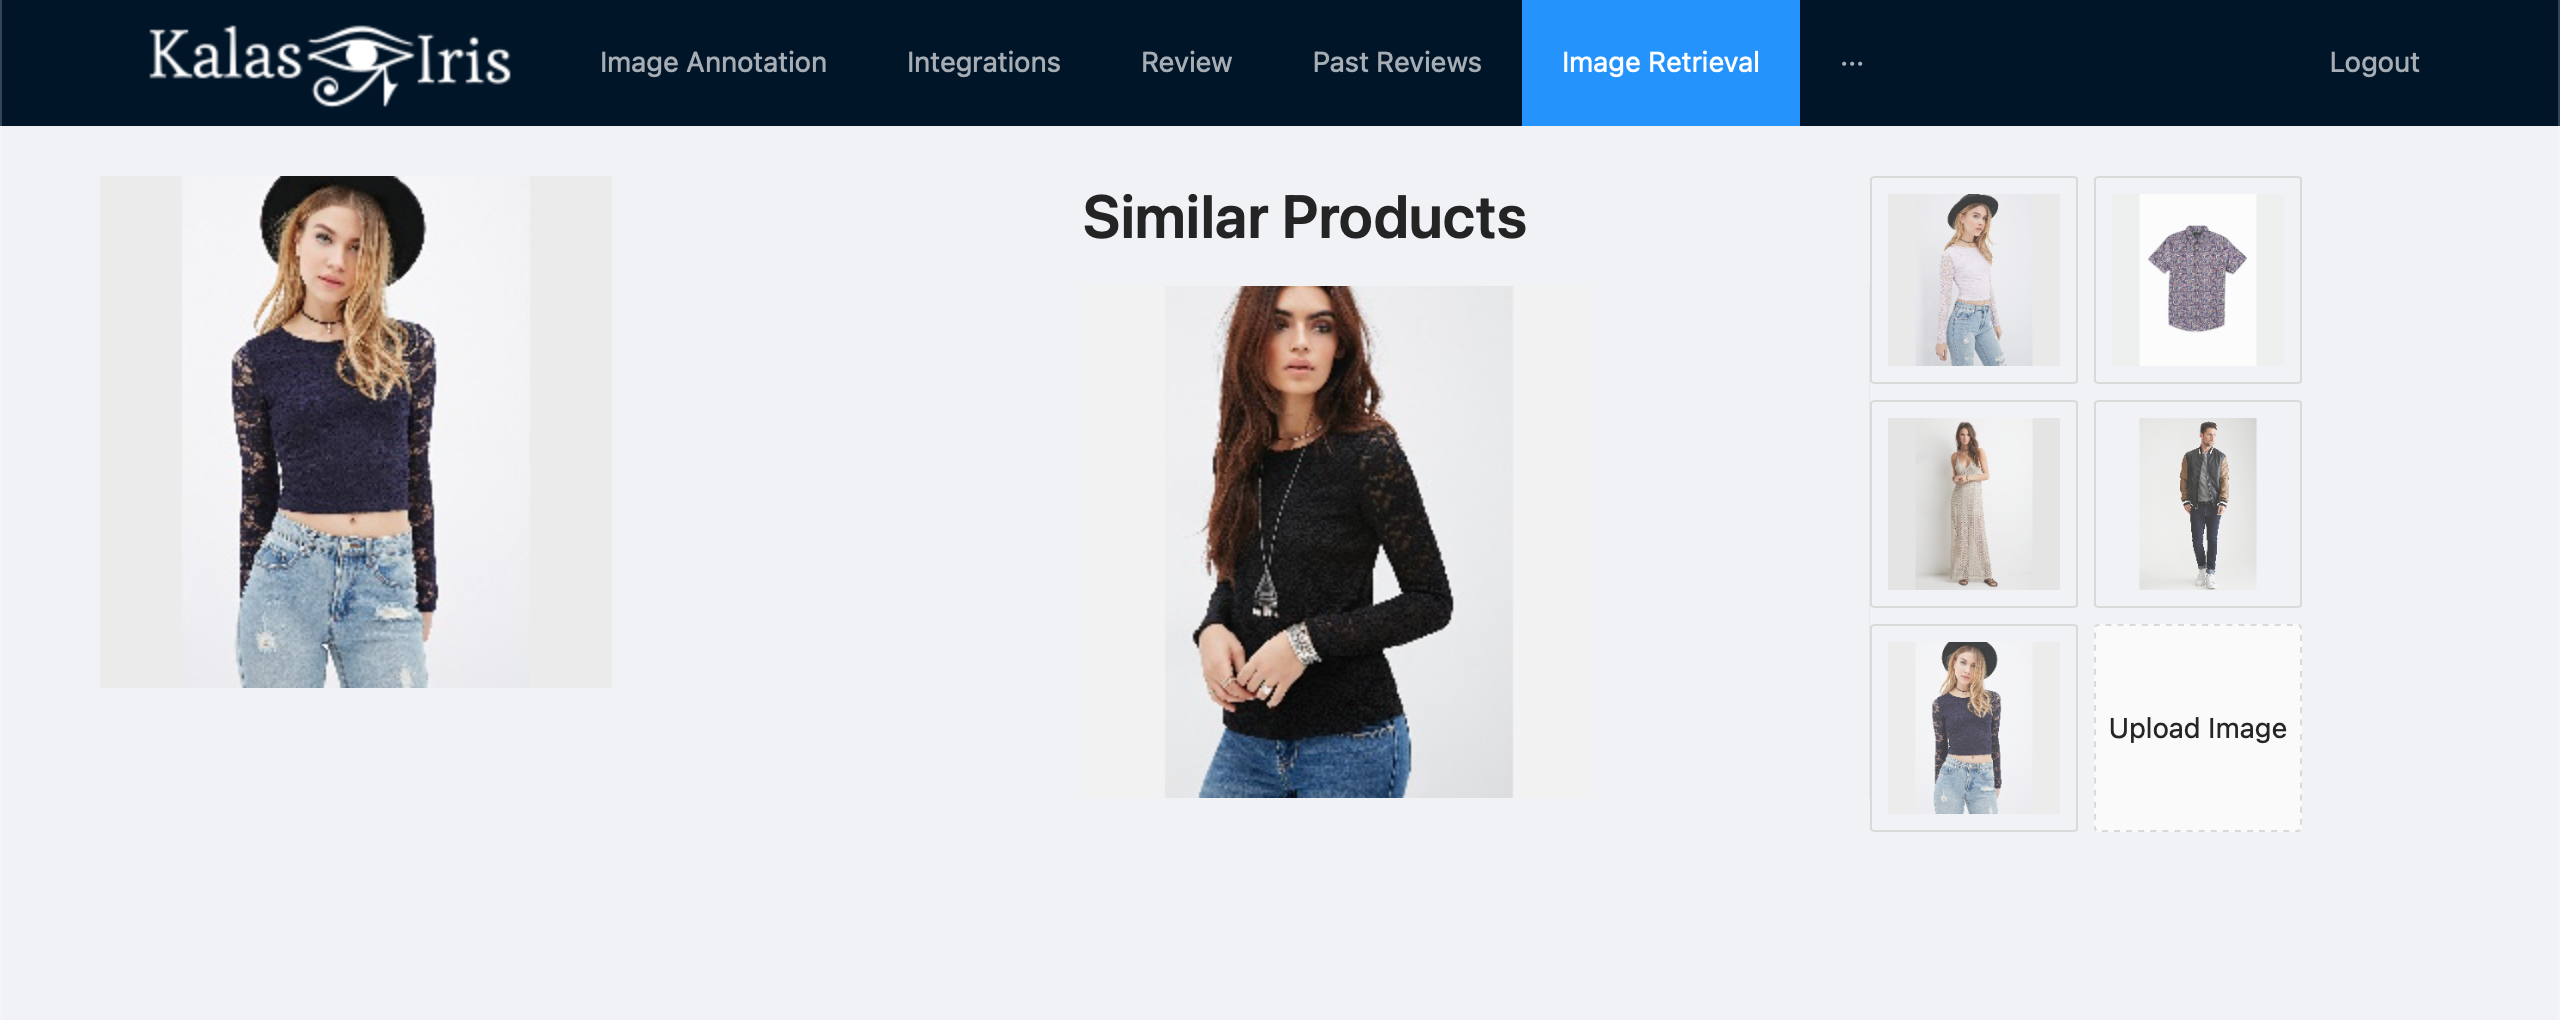 Kalas Iris
Image Annotation
Integrations
Review
Past Reviews
Image Retrieval
···
Logout
Similar Products
Upload Image